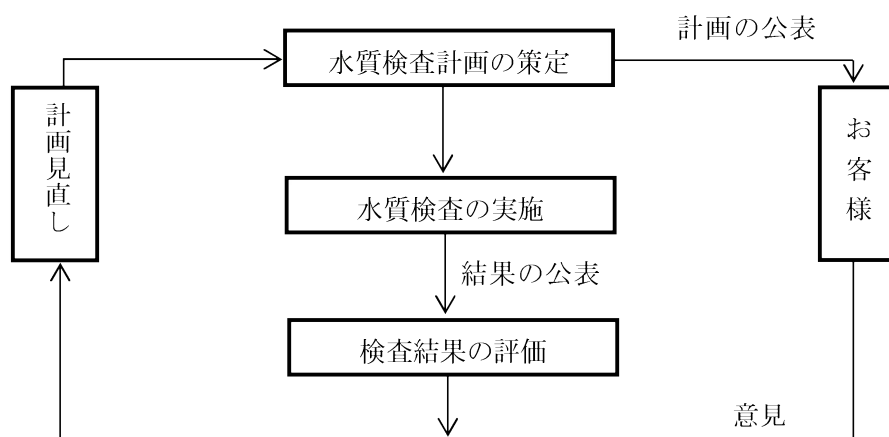 計画の公表
水質検査計画の策定
計画見直し
お客様
水質検査の実施
結果の公表
検査結果の評価
意見